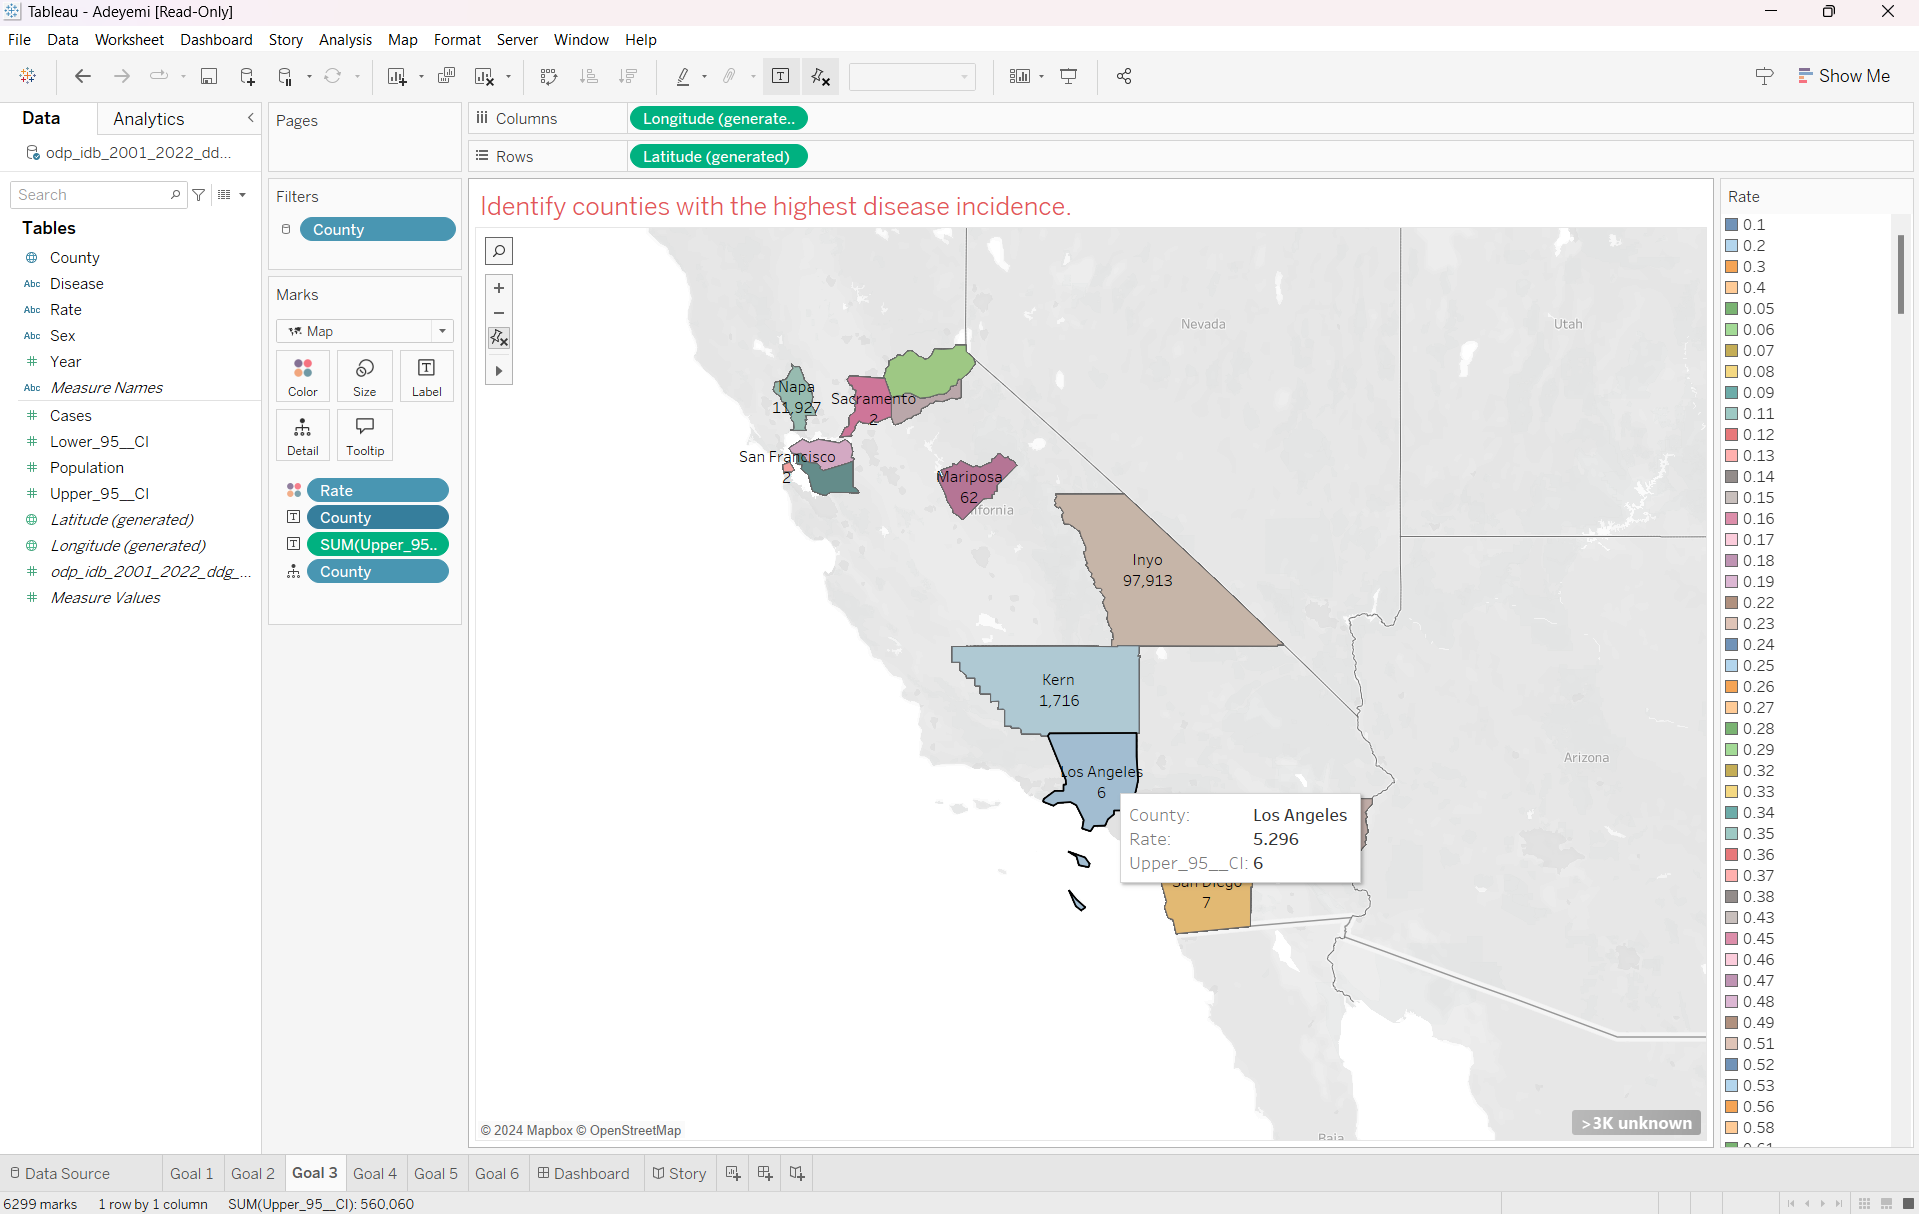 Tableau - Adeyemi [Read-Only]
File Data Worksheet Dashboard Story Analysis Map Format Server Window Help
Show Me
Data Analytics
odp_idb_2001_2022_dd...
Search
Tables
County
Abc Disease
Abc Rate
Abc Sex
Year
Abc Measure Names
Cases
Lower_95__CI
Population
Upper_95__CI
Latitude (generated)
Longitude (generated)
odp_idb_2001_2022_ddg_...
Measure Values
Pages
Filters
County
Marks
Map
Color Size Label
Detail Tooltip
Rate
County
SUM(Upper_95..
County
Columns Longitude (generate..
Rows Latitude (generated)
Identify counties with the highest disease incidence.
Nevada
Utah
Napa
11,927
Sacramento
2
San Francisco
2
Mariposa
62
ifornia
Inyo
97,913
Kern
1,716
Arizona
Los Angeles
6
County: Los Angeles
Rate: 5.296
Upper_95__CI: 6
San Diego
7
© 2024 Mapbox © OpenStreetMap
Baja
>3K unknown
Rate
0.1
0.2
0.3
0.4
0.05
0.06
0.07
0.08
0.09
0.11
0.12
0.13
0.14
0.15
0.16
0.17
0.18
0.19
0.22
0.23
0.24
0.25
0.26
0.27
0.28
0.29
0.32
0.33
0.34
0.35
0.36
0.37
0.38
0.43
0.45
0.46
0.47
0.48
0.49
0.51
0.52
0.53
0.56
0.58
0.61
Data Source Goal 1 Goal 2 Goal 3 Goal 4 Goal 5 Goal 6 Dashboard Story
6299 marks 1 row by 1 column SUM(Upper_95__CI): 560,060